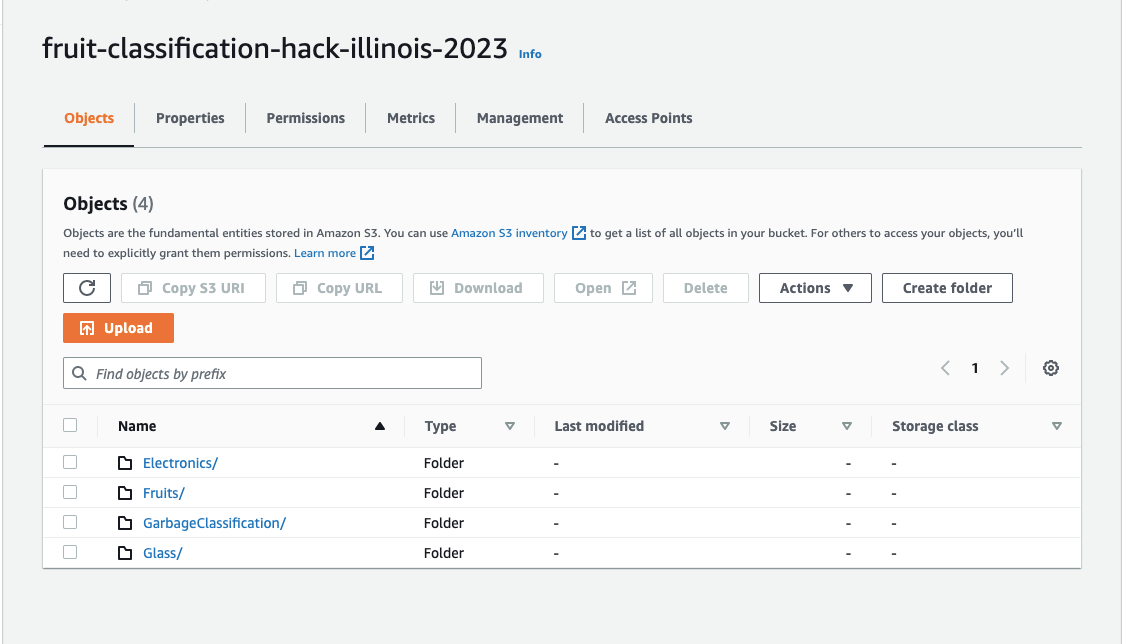 fruit-classification-hack-illinois-2023 Info
Objects Properties Permissions Metrics Management Access Points
Objects (4)
Objects are the fundamental entities stored in Amazon S3. You can use Amazon S3 inventory to get a list of all objects in your bucket. For others to access your objects, you'll
need to explicitly grant them permissions. Learn more
Copy S3 URI Copy URL Download Open Delete Actions Create folder
Upload
Find objects by prefix 1
Name Type Last modified Size Storage class
Electronics/ Folder - - -
Fruits/ Folder - - -
GarbageClassification/ Folder - - -
Glass/ Folder - - -